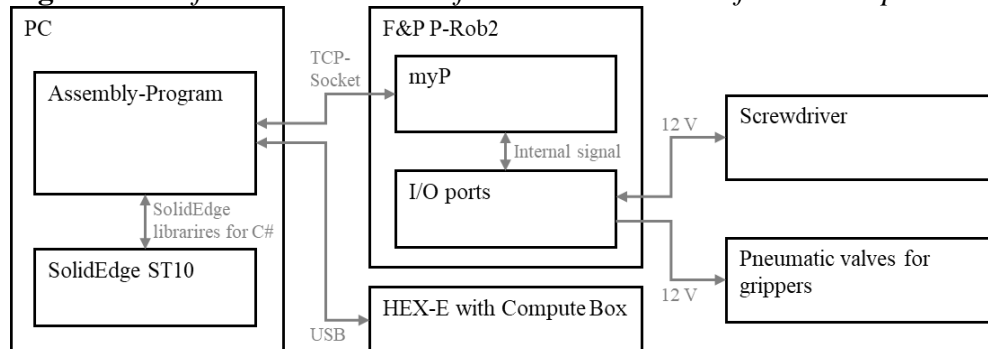 PC
F&P P-Rob2
TCP-
Socket
Assembly-Program
myP
12 V
Screwdriver
Internal signal
I/O ports
SolidEdge
librarires for C#
SolidEdge ST10
Pneumatic valves for
grippers
12 V
HEX-E with Compute Box
USB